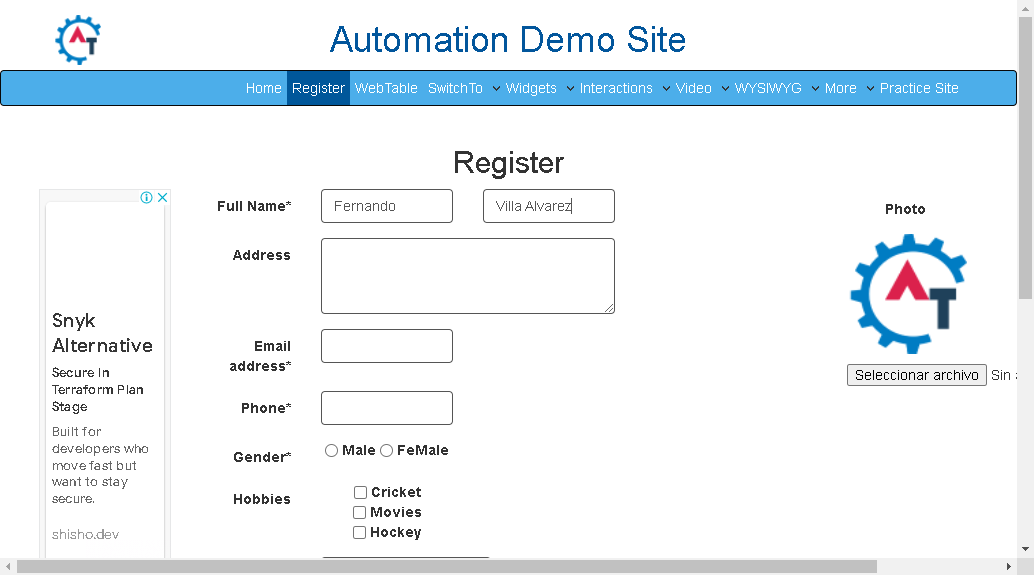 AT
Automation Demo Site
Home Register WebTable SwitchTo Widgets Interactions Video WYSIWYG More Practice Site
Register
Full Name* Fernando Villa Alvarez
Photo
Address
AT
Email
address*
Seleccionar archivo Sin
Phone*
Gender* Male FeMale
Hobbies Cricket
Movies
Hockey
Snyk
Alternative
Secure In
Terraform Plan
Stage
Built for
developers who
move fast but
want to stay
secure.
shisho.dev